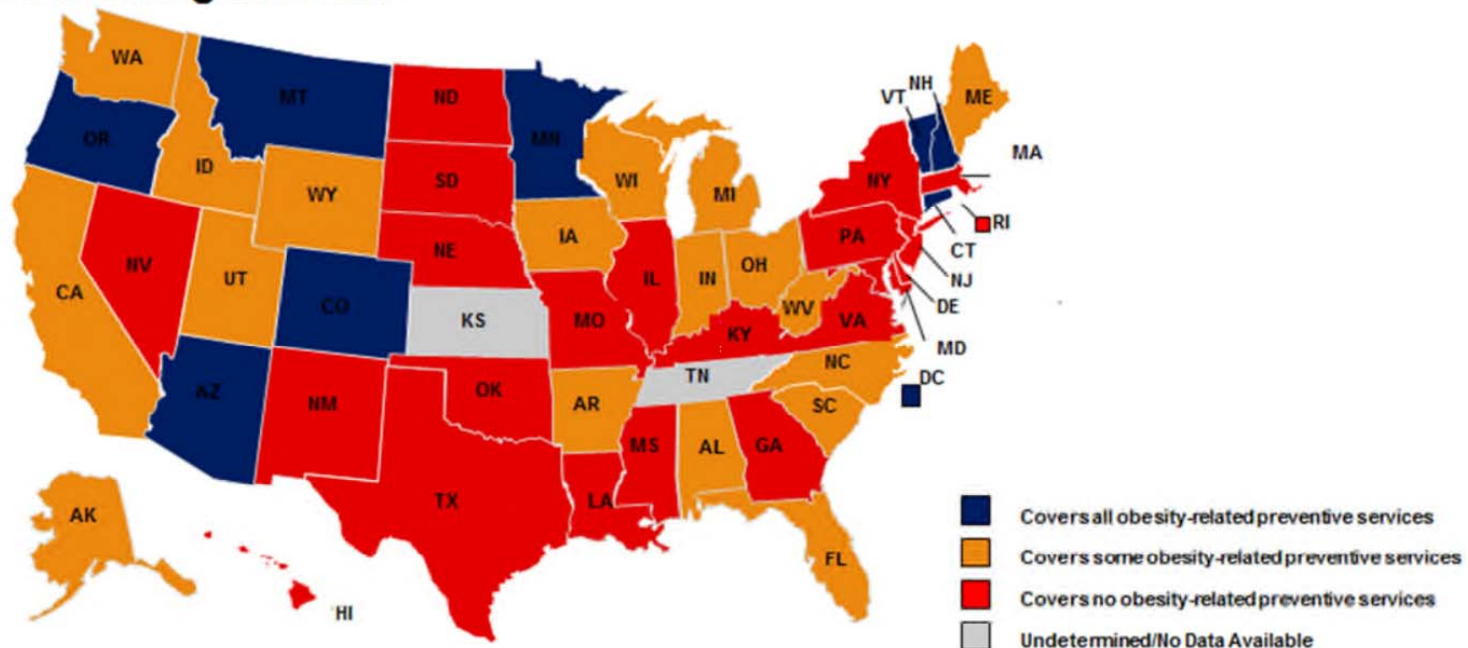 WA
MT
ND
MN
VT
NH
ME
OR
ID
SD
WI
MI
NY
MA
WY
RI
NE
IA
PA
CT
NV
UT
IL
IN
OH
NJ
CA
CO
KS
MO
WV
DE
KY
VA
MD
TN
NC
DC
AZ
NM
OK
AR
SC
MS
AL
GA
AK
TX
LA
FL
HI
Covers all obesity-related preventive services
Covers some obesity-related preventive services
Covers no obesity-related preventive services
Undetermined/No Data Available